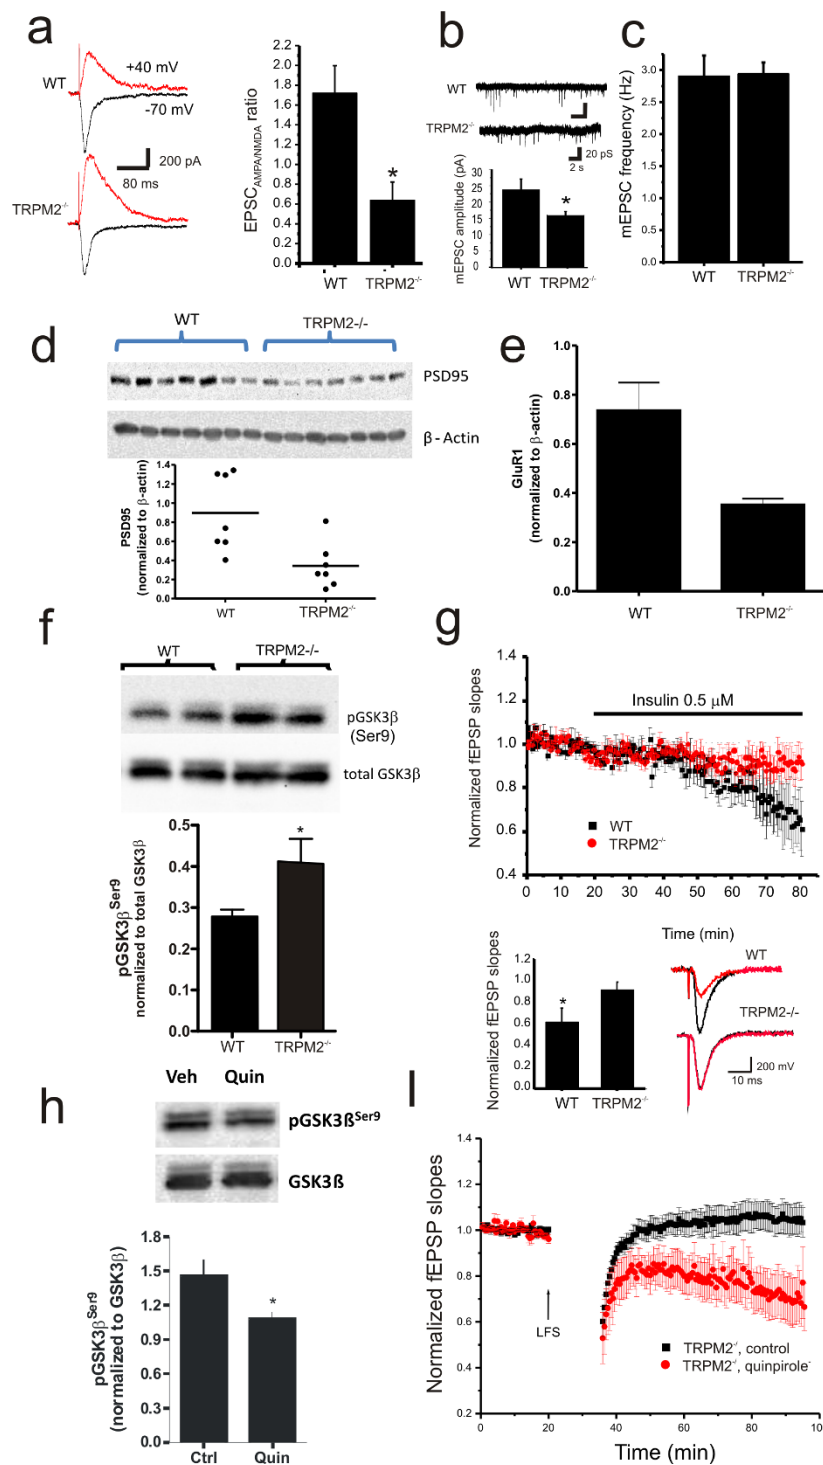 a
WT
+40 mV
-70 mV
200 pA
80 ms
TRPM2-/-
EPSCAMPA/NMDA ratio
2.2
2.0
1.8
1.6
1.4
1.2
1.0
0.8
0.6
0.4
0.2
0.0
*
WT
TRPM2-/-
b
WT
TRPM2-/-
20 pS
2 s
mEPSC amplitude (pA)
35
30
25
20
15
10
5
0
*
WT
TRPM2-/-
c
mEPSC frequency (Hz)
3.0
2.5
2.0
1.5
1.0
0.5
0.0
WT
TRPM2-/-
d
WT
TRPM2-/-
PSD95
β - Actin
PSD95
(normalized to β-actin)
1.4
1.2
1.0
0.8
0.6
0.4
0.2
0.0
WT
TRPM2-/-
e
GluR1
(normalized to β-actin)
1.0
0.8
0.6
0.4
0.2
0.0
WT
TRPM2-/-
f
WT
TRPM2-/-
pGSK3β
(Ser9)
total GSK3β
pGSK3βSer9
normalized to total GSK3β
0.5
0.4
0.3
0.2
0.1
0.0
*
WT
TRPM2-/-
g
Normalized fEPSP slopes
1.4
1.2
1.0
0.8
0.6
0.4
Insulin 0.5 µM
WT
TRPM2-/-
0 10 20 30 40 50 60 70 80
Time (min)
Normalized fEPSP slopes
1.2
1.0
0.8
0.6
0.4
0.2
0.0
*
WT
TRPM2-/-
WT
TRPM2-/-
200 mV
10 ms
h
Veh Quin
pGSK3ßSer9
GSK3ß
pGSK3βSer9
(normalized to GSK3β)
1.8
1.5
1.2
0.9
0.6
0.3
0.0
*
Ctrl Quin
I
Normalized fEPSP slopes
1.4
1.2
1.0
0.8
0.6
0.4
0.2
LFS
TRPM2-/-, control
TRPM2-/-, quinpirole-
0 20 40 60 80 10
Time (min)